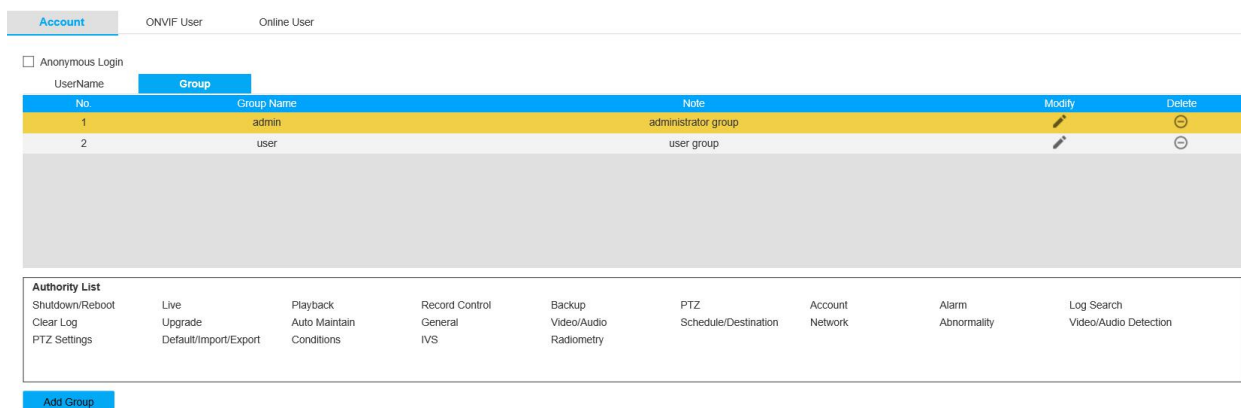 Account ONVIF User Online User
Anonymous Login
UserName Group
No. Group Name Note Modify Delete
1 admin administrator group
2 user user group
Authority List
Shutdown/Reboot Live Playback Record Control Backup PTZ Account Alarm Log Search
Clear Log Upgrade Auto Maintain General Video/Audio Schedule/Destination Network Abnormality Video/Audio Detection
PTZ Settings Default/Import/Export Conditions IVS Radiometry
Add Group